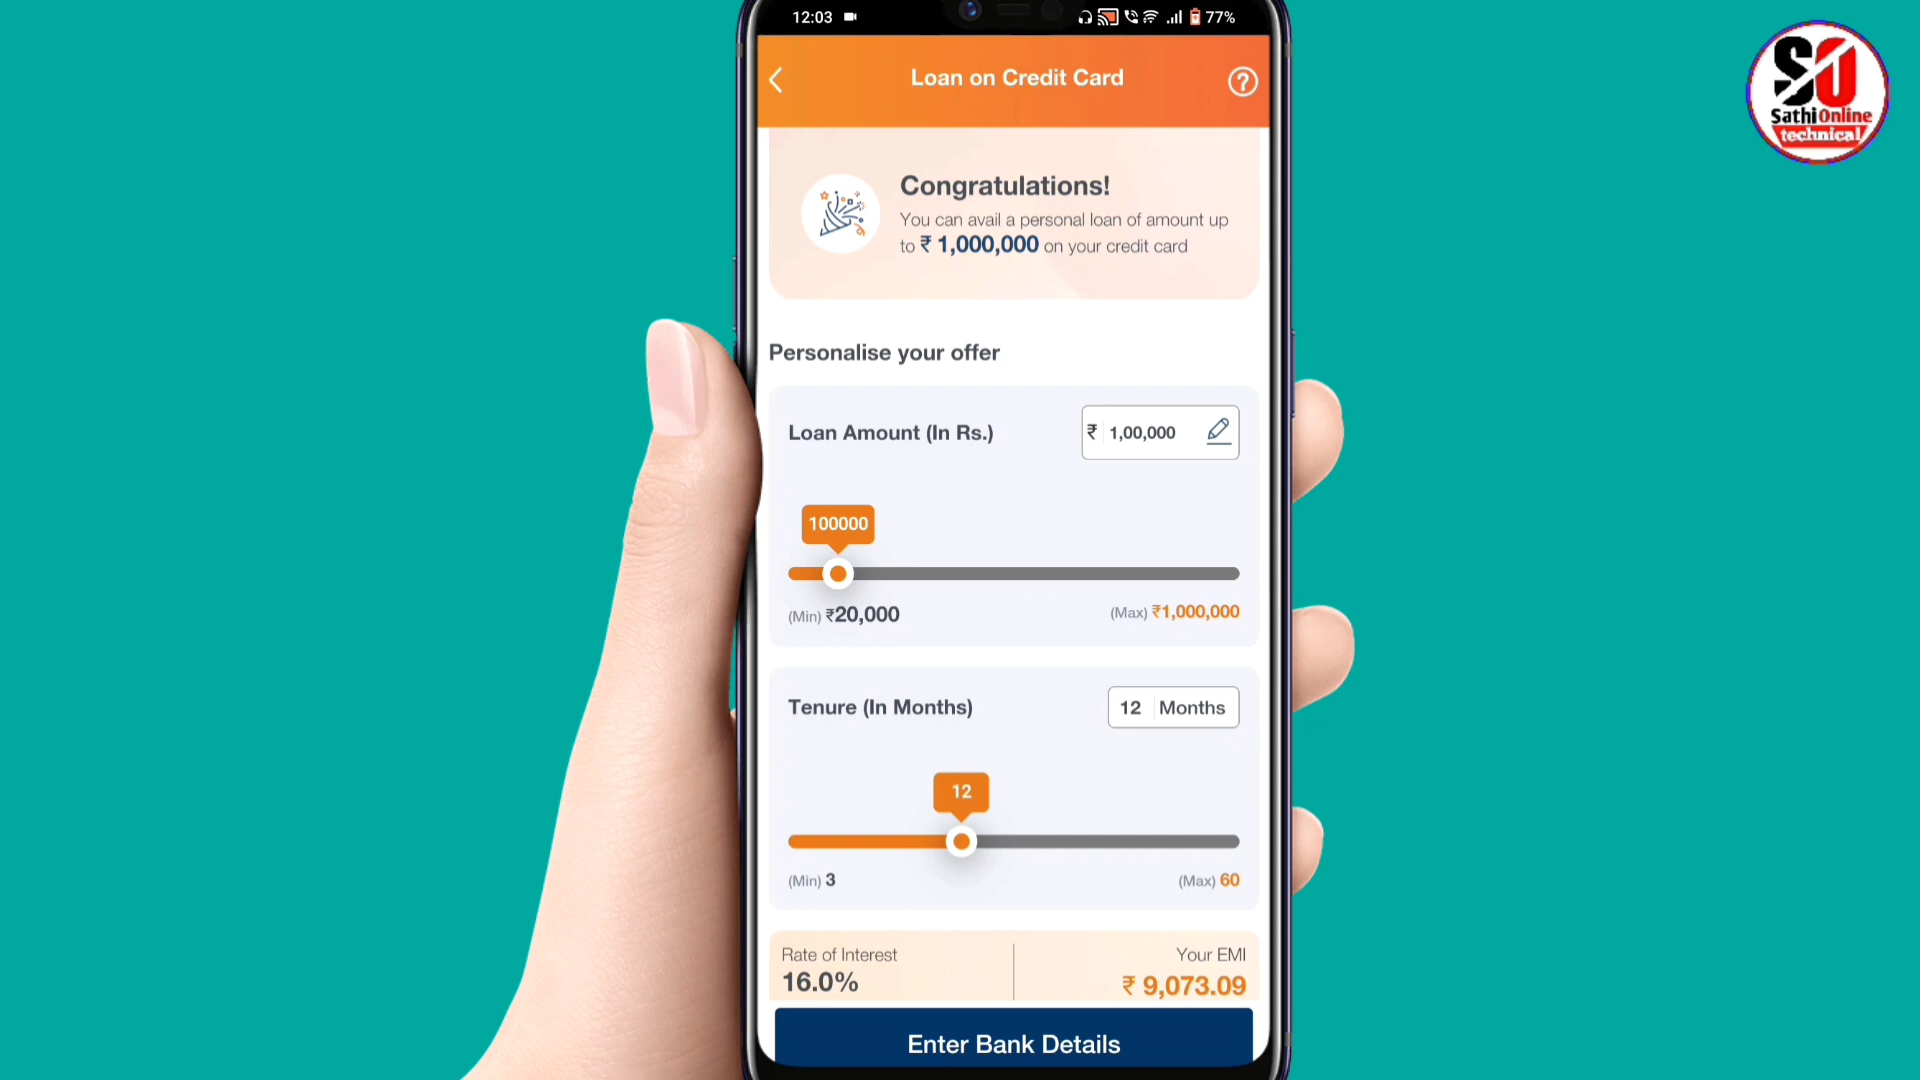 12:03
77%
Loan on Credit Card
?
SO
Sathi Online
technical
Congratulations!
You can avail a personal loan of amount up
to ₹ 1,000,000 on your credit card
Personalise your offer
Loan Amount (In Rs.)
₹ 1,00,000
100000
(Min) ₹20,000
(Max) ₹1,000,000
Tenure (In Months)
12 Months
12
(Min) 3
(Max) 60
Rate of Interest
16.0%
Your EMI
₹ 9,073.09
Enter Bank Details